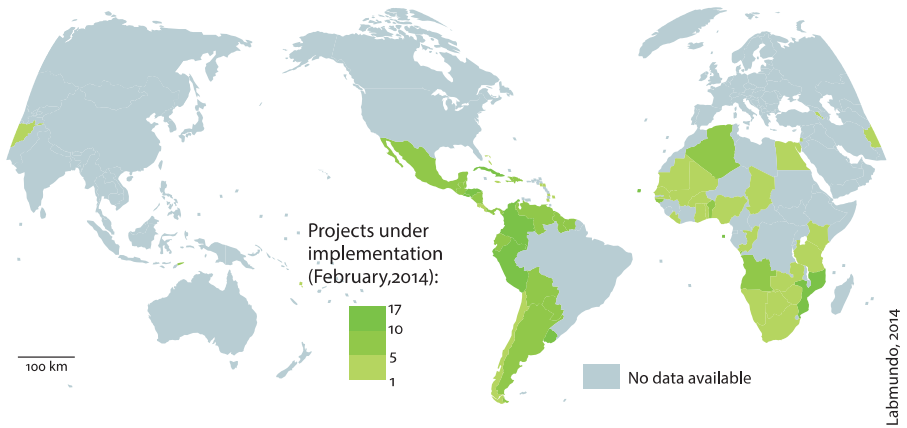 Projects under
implementation
(February,2014):
17
10
5
1
100 km
No data available
Labmundo, 2014